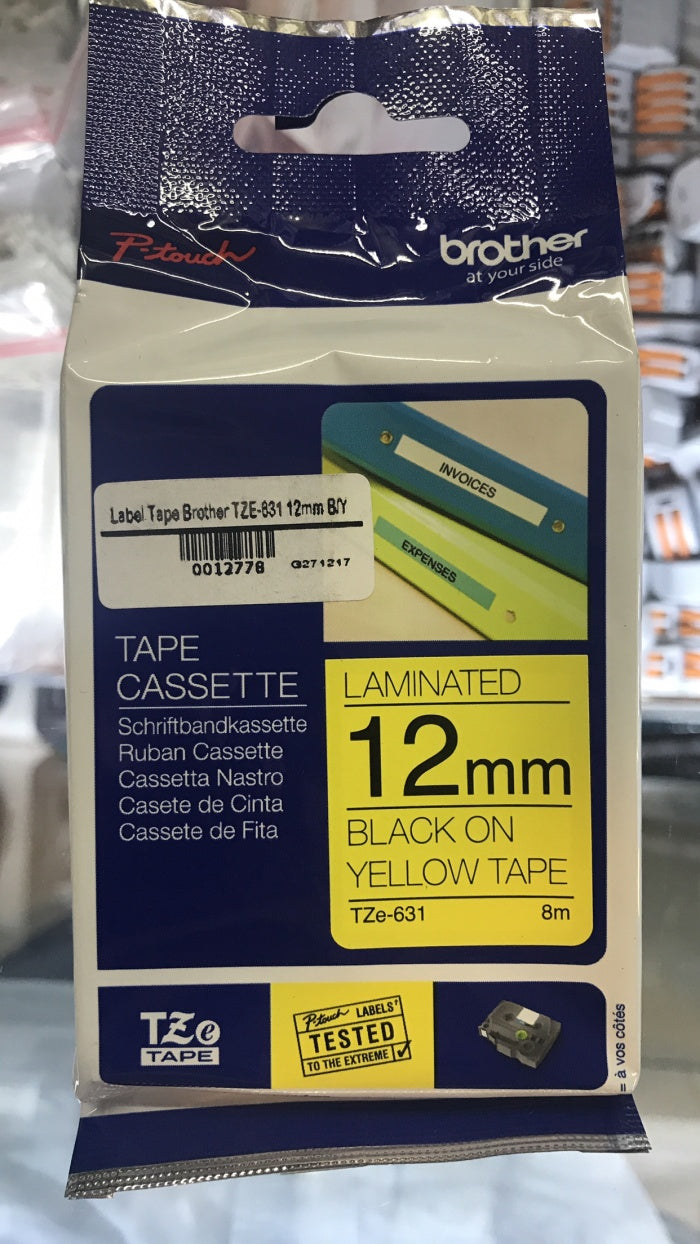 P-touch
brother
at your side
INVOICES
EXPENSES
Label Tape Brother TZE-631 12mm B/Y
0012778 G271217
TAPE
CASSETTE
Schriftbandkassette
Ruban Cassette
Cassetta Nastro
Casete de Cinta
Cassete de Fita
LAMINATED
12mm
BLACK ON
YELLOW TAPE
TZe-631 8m
TZe
TAPE
P-touch LABELS
TESTED
TO THE EXTREME
= à vos côtés